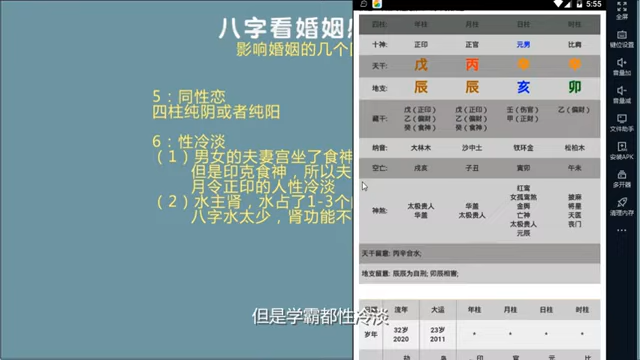 八字看婚姻
影响婚姻的几个
5：同性恋
四柱纯阴或者纯阳
6：性冷淡
（1）男女的夫妻宫坐了食神
但是印克食神，所以夫
月令正印的人性冷淡
（2）水主肾，水占了1-3个
八字水太少，肾功能不
但是学霸都性冷淡
5:55
四柱: 年柱 月柱 日柱 时柱
十神: 正印 正官 元男 比肩
天干: 戊 丙
地支: 辰 辰 亥 卯
藏干: 戊（正印） 戊（正印） 壬（伤官） 乙（偏财）
乙（偏财） 乙（偏财） 甲（正财）
癸（食神） 癸（食神）
纳音: 大林木 沙中土 钗环金 松柏木
空亡: 戌亥 子丑 寅卯 午未
神煞: 太极贵人 华盖
华盖 太极贵人
红鸾 孤鸾煞 金舆 亡神 太极贵人 元辰
披麻 将星 天医 丧门
天干留意: 丙辛合水;
地支留意: 辰辰为自刑; 卯辰相害;
流年 大运 年柱 月柱 日柱 时柱
岁年 32岁 23岁 * * * *
2020 2011
全屏
键位设置
音量加
音量减
文件助手
安装APK
多开器
清理内存